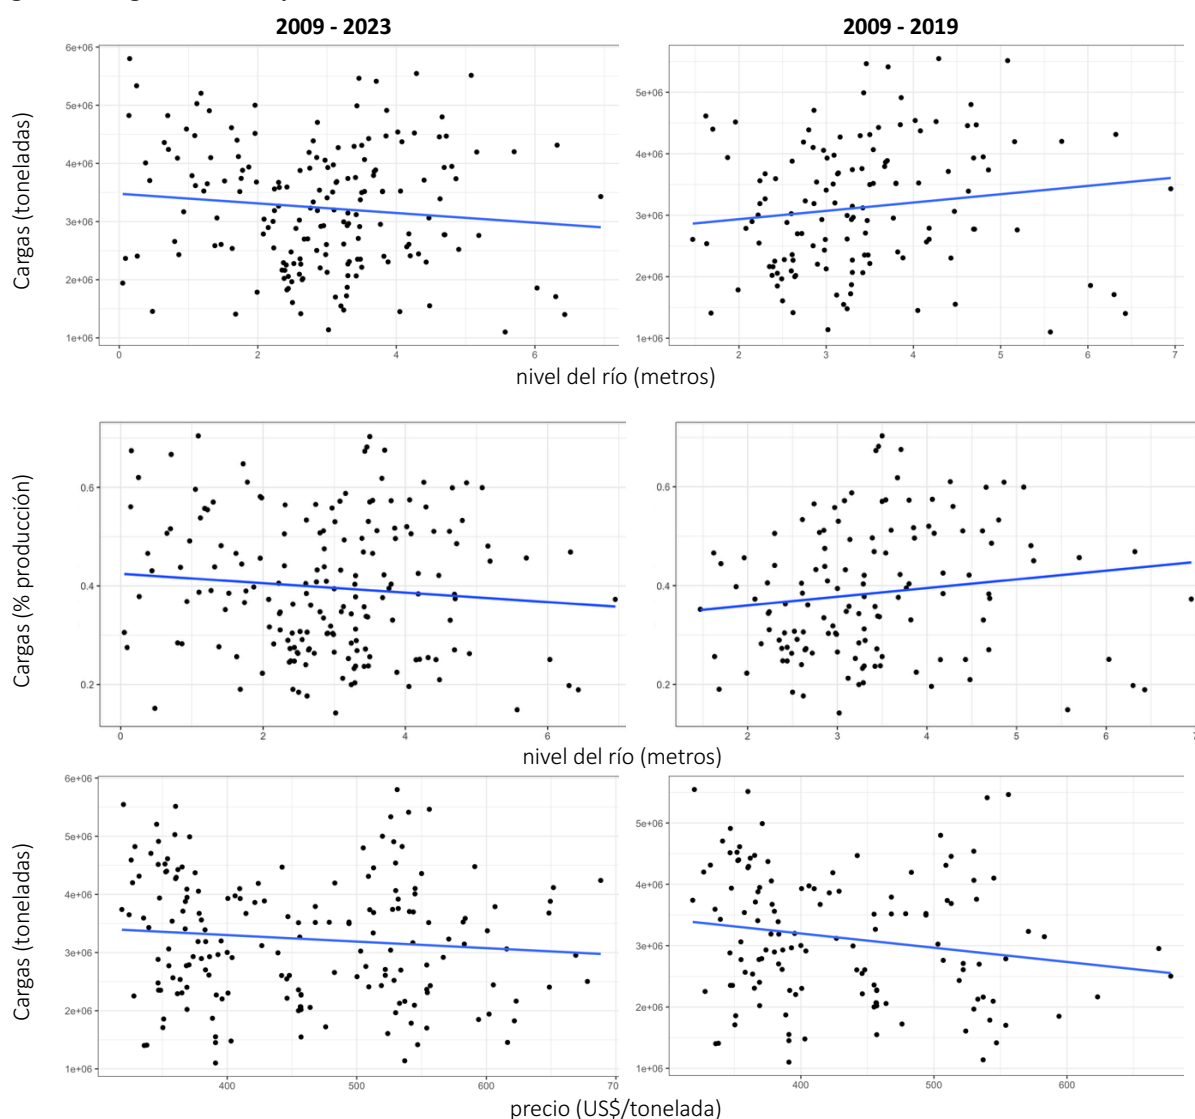 2009 - 2023
2009 - 2019
Cargas (toneladas)
6e+06
5e+06
4e+06
3e+06
2e+06
1e+06
0 2 4 6
5e+06
4e+06
3e+06
2e+06
1e+06
2 3 4 5 6 7
nivel del río (metros)
Cargas (% producción)
0.6
0.4
0.2
0 2 4 6
0.6
0.4
0.2
2 3 4 5 6
nivel del río (metros)
Cargas (toneladas)
6e+06
5e+06
4e+06
3e+06
2e+06
1e+06
400 500 600 70
5e+06
4e+06
3e+06
2e+06
1e+06
400 500 600
precio (US$/tonelada)